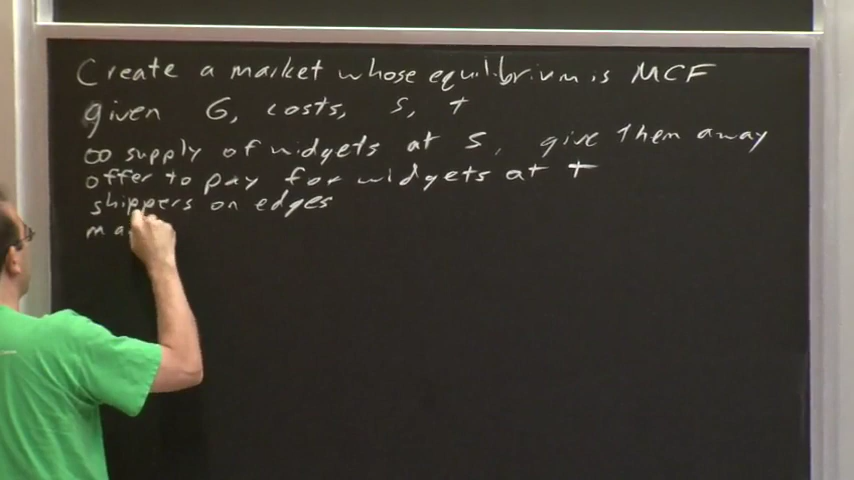 Create a market whose equilibrium is MCF
given G, costs, s, t
∞ supply of widgets at s, give them away
offer to pay for widgets at t
shippers on edges
ma